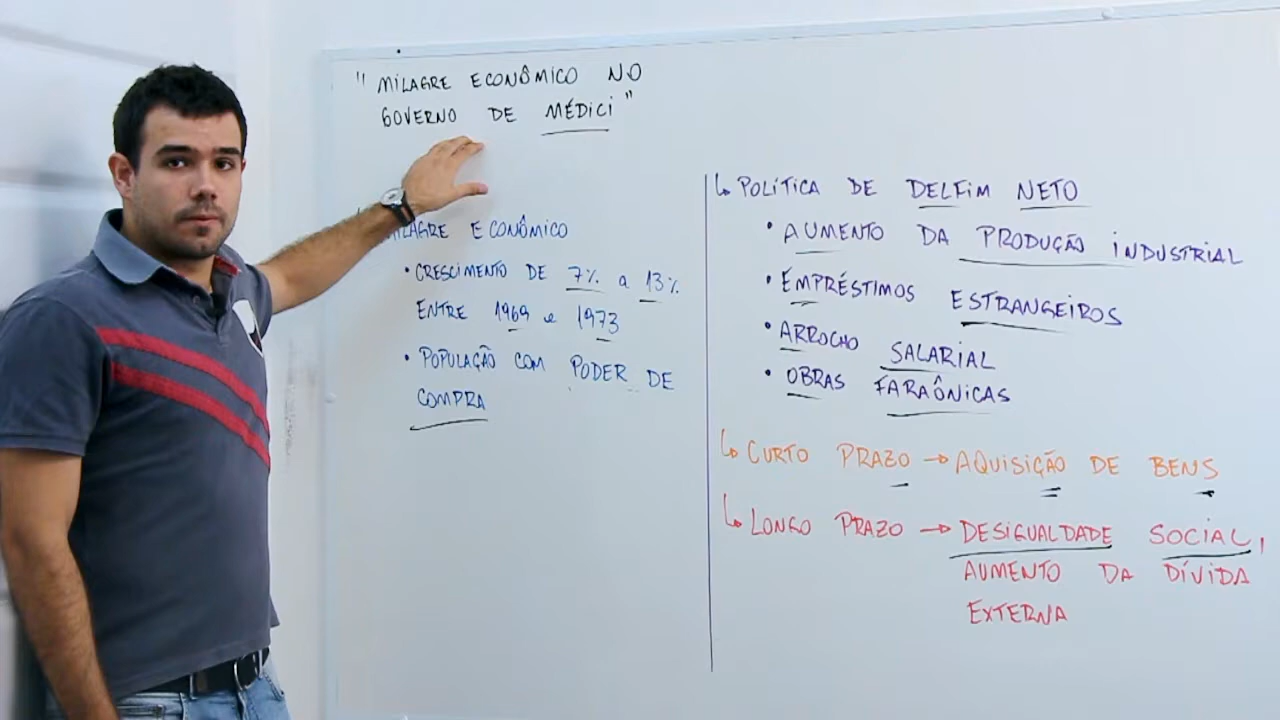 " MILAGRE ECONÔMICO NO
GOVERNO DE MÉDICI "
MILAGRE ECONÔMICO
• CRESCIMENTO DE 7% a 13%
ENTRE 1969 e 1973
• POPULAÇÃO COM PODER DE
COMPRA
↳ POLÍTICA DE DELFIM NETO
• AUMENTO DA PRODUÇÃO INDUSTRIAL
• EMPRÉSTIMOS ESTRANGEIROS
• ARROCHO SALARIAL
• OBRAS FARAÔNICAS
↳ CURTO PRAZO → AQUISIÇÃO DE BENS
↳ LONGO PRAZO → DESIGUALDADE SOCIAL,
AUMENTO DA DÍVIDA
EXTERNA